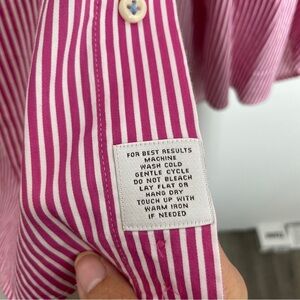 FOR BEST RESULTS
MACHINE
WASH COLD
GENTLE CYCLE
DO NOT BLEACH
LAY FLAT OR
HANG DRY
TOUCH UP WITH
WARM IRON
IF NEEDED